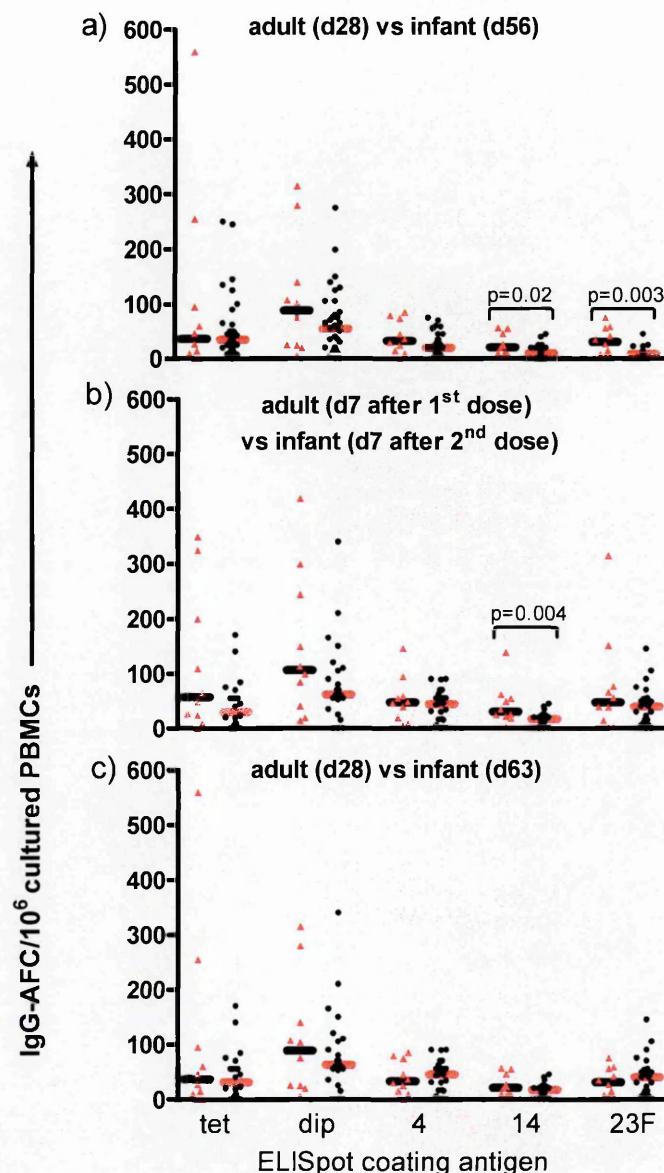 a) adult (d28) vs infant (d56)
600
500
400
300
200
100
0
p=0.02 p=0.003
b) adult (d7 after 1st dose)
vs infant (d7 after 2nd dose)
600
500
400
300
200
100
0
p=0.004
c) adult (d28) vs infant (d63)
600
500
400
300
200
100
0
tet dip 4 14 23F
ELISpot coating antigen
IgG-AFC/10⁶ cultured PBMCs